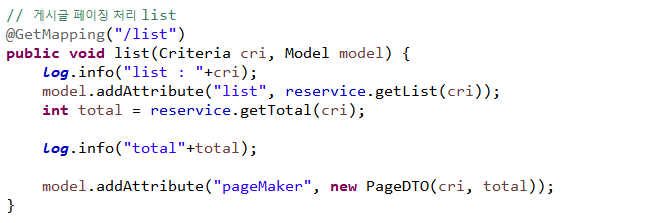 // 게시글 페이징 처리 list
@GetMapping("/list")
public void list(Criteria cri, Model model) {
log.info("list : "+cri);
model.addAttribute("list", reservice.getList(cri));
int total = reservice.getTotal(cri);
log.info("total"+total);
model.addAttribute("pageMaker", new PageDTO(cri, total));
}